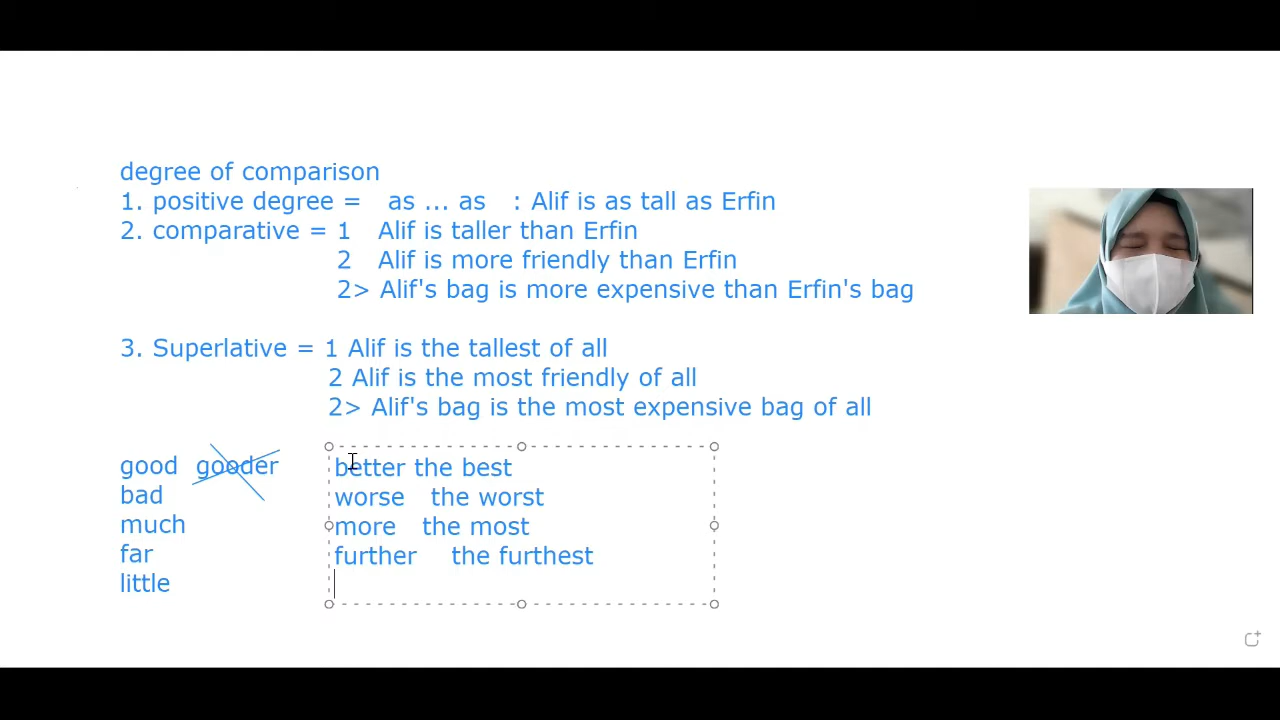 degree of comparison
1. positive degree = as ... as : Alif is as tall as Erfin
2. comparative = 1 Alif is taller than Erfin
2 Alif is more friendly than Erfin
2> Alif's bag is more expensive than Erfin's bag
3. Superlative = 1 Alif is the tallest of all
2 Alif is the most friendly of all
2> Alif's bag is the most expensive bag of all
good gooder better the best
bad worse the worst
much more the most
far further the furthest
little